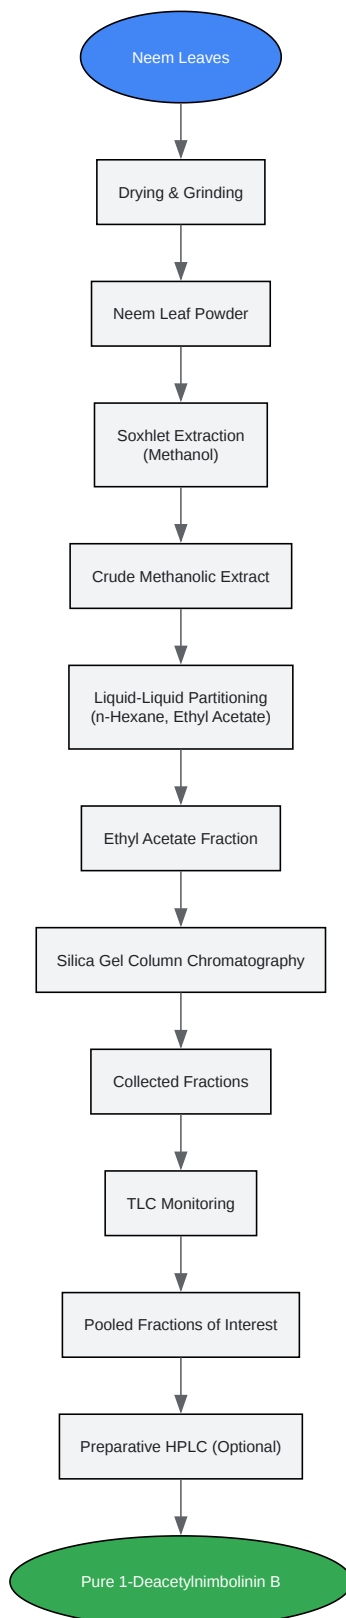 Neem Leaves
Drying & Grinding
Neem Leaf Powder
Soxhlet Extraction
(Methanol)
Crude Methanolic Extract
Liquid-Liquid Partitioning
(n-Hexane, Ethyl Acetate)
Ethyl Acetate Fraction
Silica Gel Column Chromatography
Collected Fractions
TLC Monitoring
Pooled Fractions of Interest
Preparative HPLC (Optional)
Pure 1-Deacetylnimbolinin B